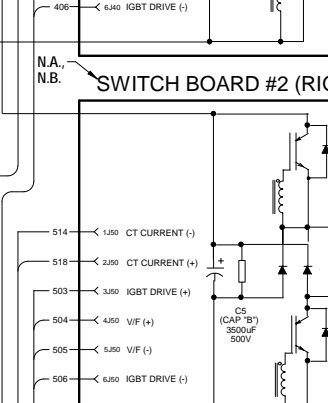 406 6J40 IGBT DRIVE (-)
N.A.,
N.B.
SWITCH BOARD #2 (RIG
514 1J50 CT CURRENT (-)
518 2J50 CT CURRENT (+)
503 3J50 IGBT DRIVE (+)
504 4J50 V/F (+)
505 5J50 V/F (-)
506 6J50 IGBT DRIVE (-)
+
C5
(CAP "B")
3500uF
500V